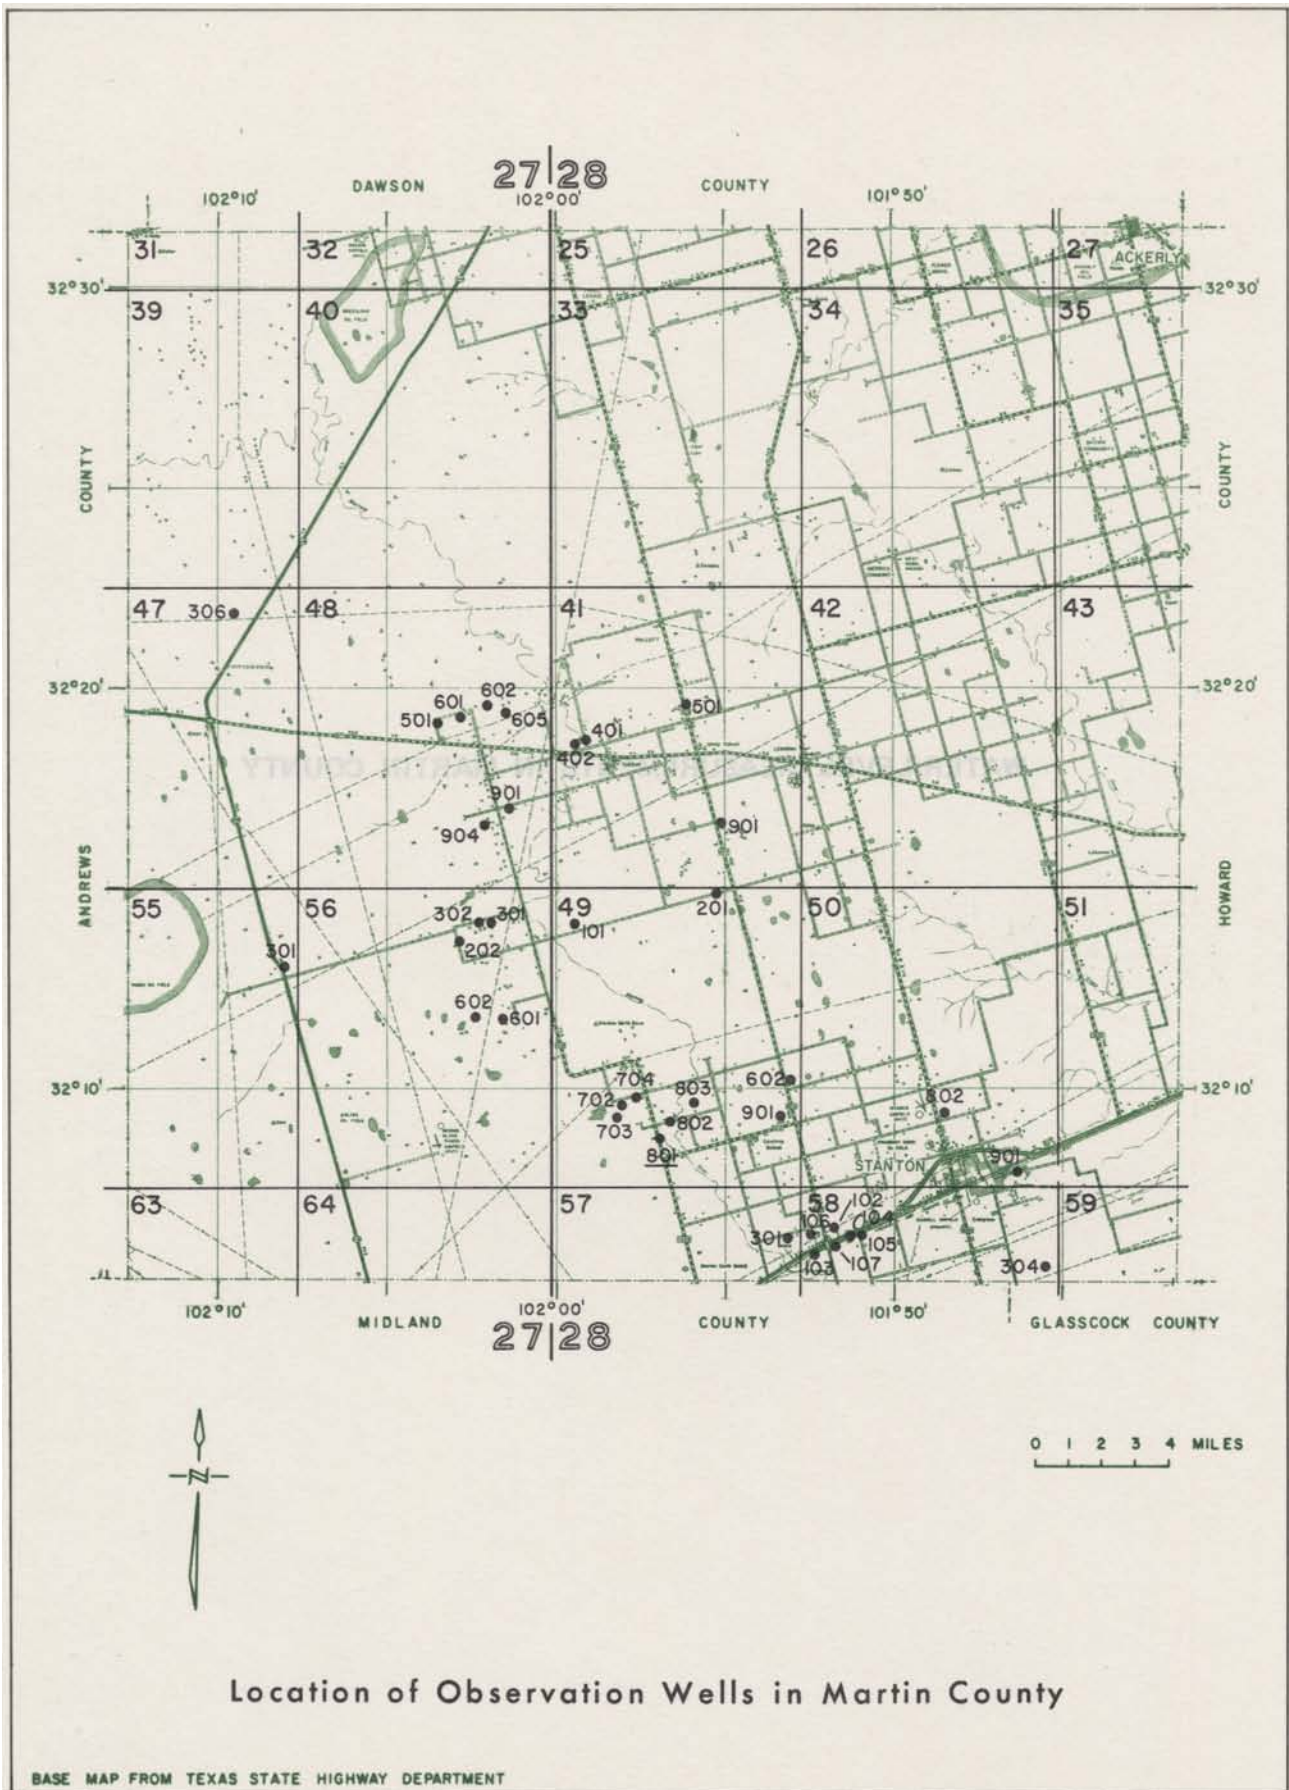 27|28
DAWSON COUNTY
102°10' 102°00' 101°50'
31 32 25 26 27
ACKERLY
32°30' 32°30'
39 40 33 34 35
COUNTY COUNTY
47 48 41 42 43
306
32°20' 32°20'
601 602 501
501 605 401
402
901
904 901
ANDREWS HOWARD
55 56 49 50 51
302 301 201
301 202 101
602 601
32°10' 32°10'
704 803 602
702 802
703 802 901
801
STANTON 901
63 64 57 58 59
102
106 104
301 105
103 107 304
102°10' 102°00' 101°50'
MIDLAND COUNTY GLASSCOCK COUNTY
27|28
0 1 2 3 4 MILES
N
Location of Observation Wells in Martin County
BASE MAP FROM TEXAS STATE HIGHWAY DEPARTMENT